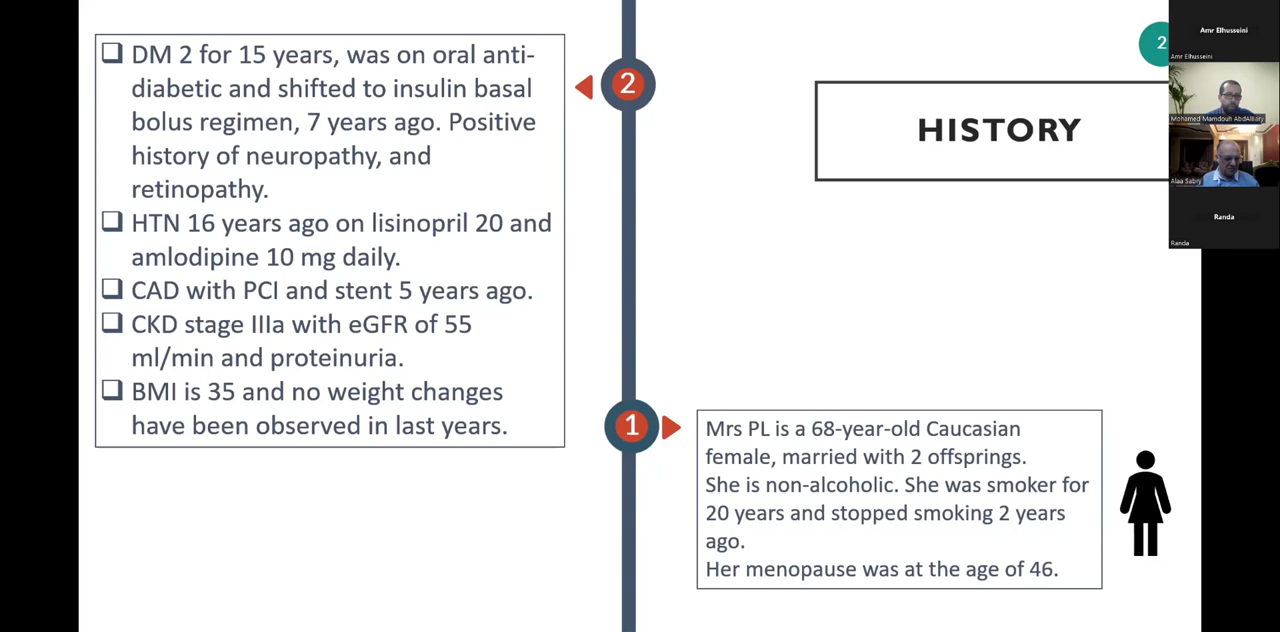 ❑ DM 2 for 15 years, was on oral anti-
diabetic and shifted to insulin basal
bolus regimen, 7 years ago. Positive
history of neuropathy, and
retinopathy.
❑ HTN 16 years ago on lisinopril 20 and
amlodipine 10 mg daily.
❑ CAD with PCI and stent 5 years ago.
❑ CKD stage IIIa with eGFR of 55
ml/min and proteinuria.
❑ BMI is 35 and no weight changes
have been observed in last years.
2
HISTORY
2
1
Mrs PL is a 68-year-old Caucasian
female, married with 2 offsprings.
She is non-alcoholic. She was smoker for
20 years and stopped smoking 2 years
ago.
Her menopause was at the age of 46.
Amr Elhusseini
Amr Elhusseini
Mohamed Mamdouh AbdAlBary
Alaa Sabry
Randa
Randa